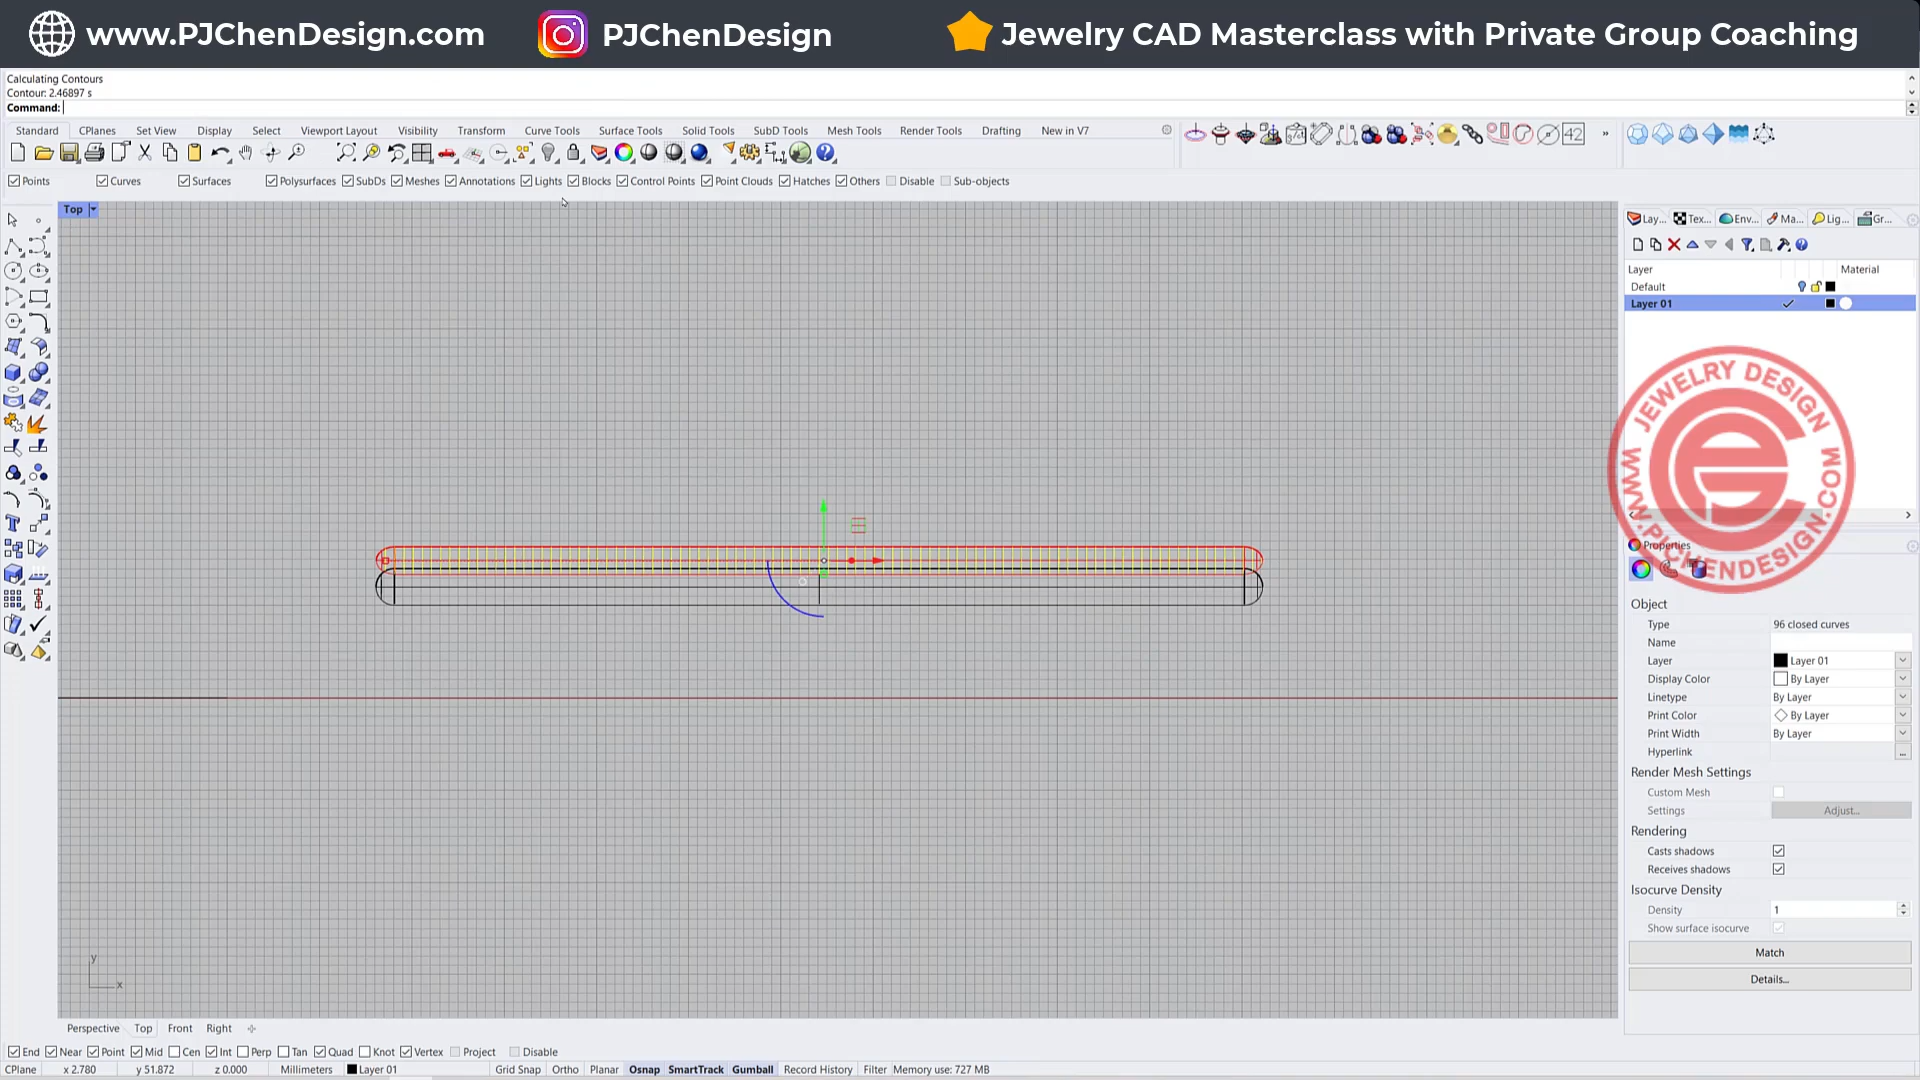 www.PJChenDesign.com PJChenDesign Jewelry CAD Masterclass with Private Group Coaching
Calculating Contours
Contour: 2.46897 s
Command:
Standard CPlanes Set View Display Select Viewport Layout Visibility Transform Curve Tools Surface Tools Solid Tools SubD Tools Mesh Tools Render Tools Drafting New in V7
42
Points Curves Surfaces Polysurfaces SubDs Meshes Annotations Lights Blocks Control Points Point Clouds Hatches Others Disable Sub-objects
Top
Lay... Tex... Env... Ma... Lig... Gr...
Layer Material
Default
Layer 01
JEWELRY DESIGN
WWW.PJCHENDESIGN.COM
Properties
Object
Type 96 closed curves
Name
Layer Layer 01
Display Color By Layer
Linetype By Layer
Print Color By Layer
Print Width By Layer
Hyperlink ...
Render Mesh Settings
Custom Mesh
Settings Adjust...
Rendering
Casts shadows
Receives shadows
Isocurve Density
Density 1
Show surface isocurve
Match
Details...
y
x
Perspective Top Front Right
End Near Point Mid Cen Int Perp Tan Quad Knot Vertex Project Disable
CPlane x 2.780 y 51.872 z 0.000 Millimeters Layer 01 Grid Snap Ortho Planar Osnap SmartTrack Gumball Record History Filter Memory use: 727 MB